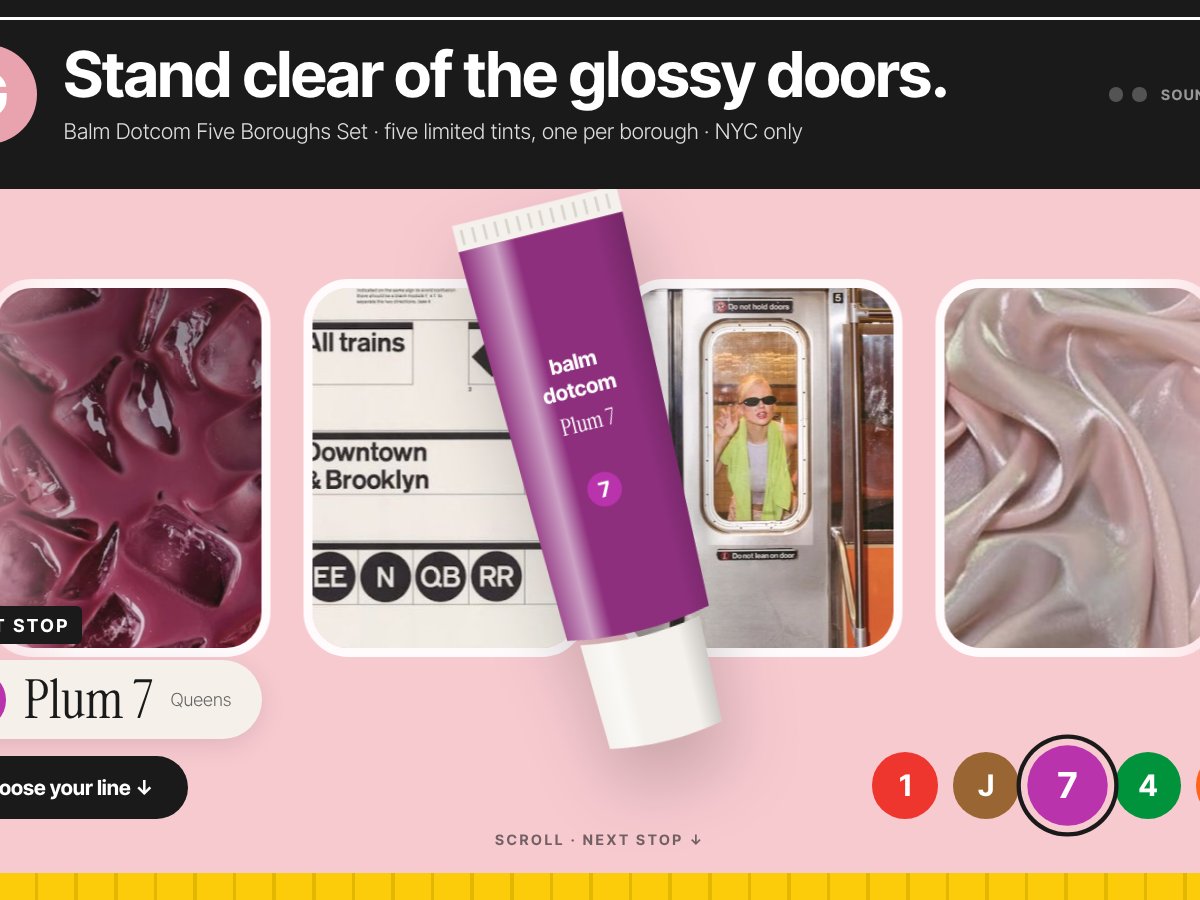 G
Stand clear of the glossy doors.
Balm Dotcom Five Boroughs Set · five limited tints, one per borough · NYC only
SOUN
All trains
3
Downtown
& Brooklyn
EE N QB RR
balm
dotcom
Plum 7
7
Do not hold doors
5
Do not lean on door
T STOP
Plum 7 Queens
oose your line ↓
1 J 7 4
SCROLL · NEXT STOP ↓